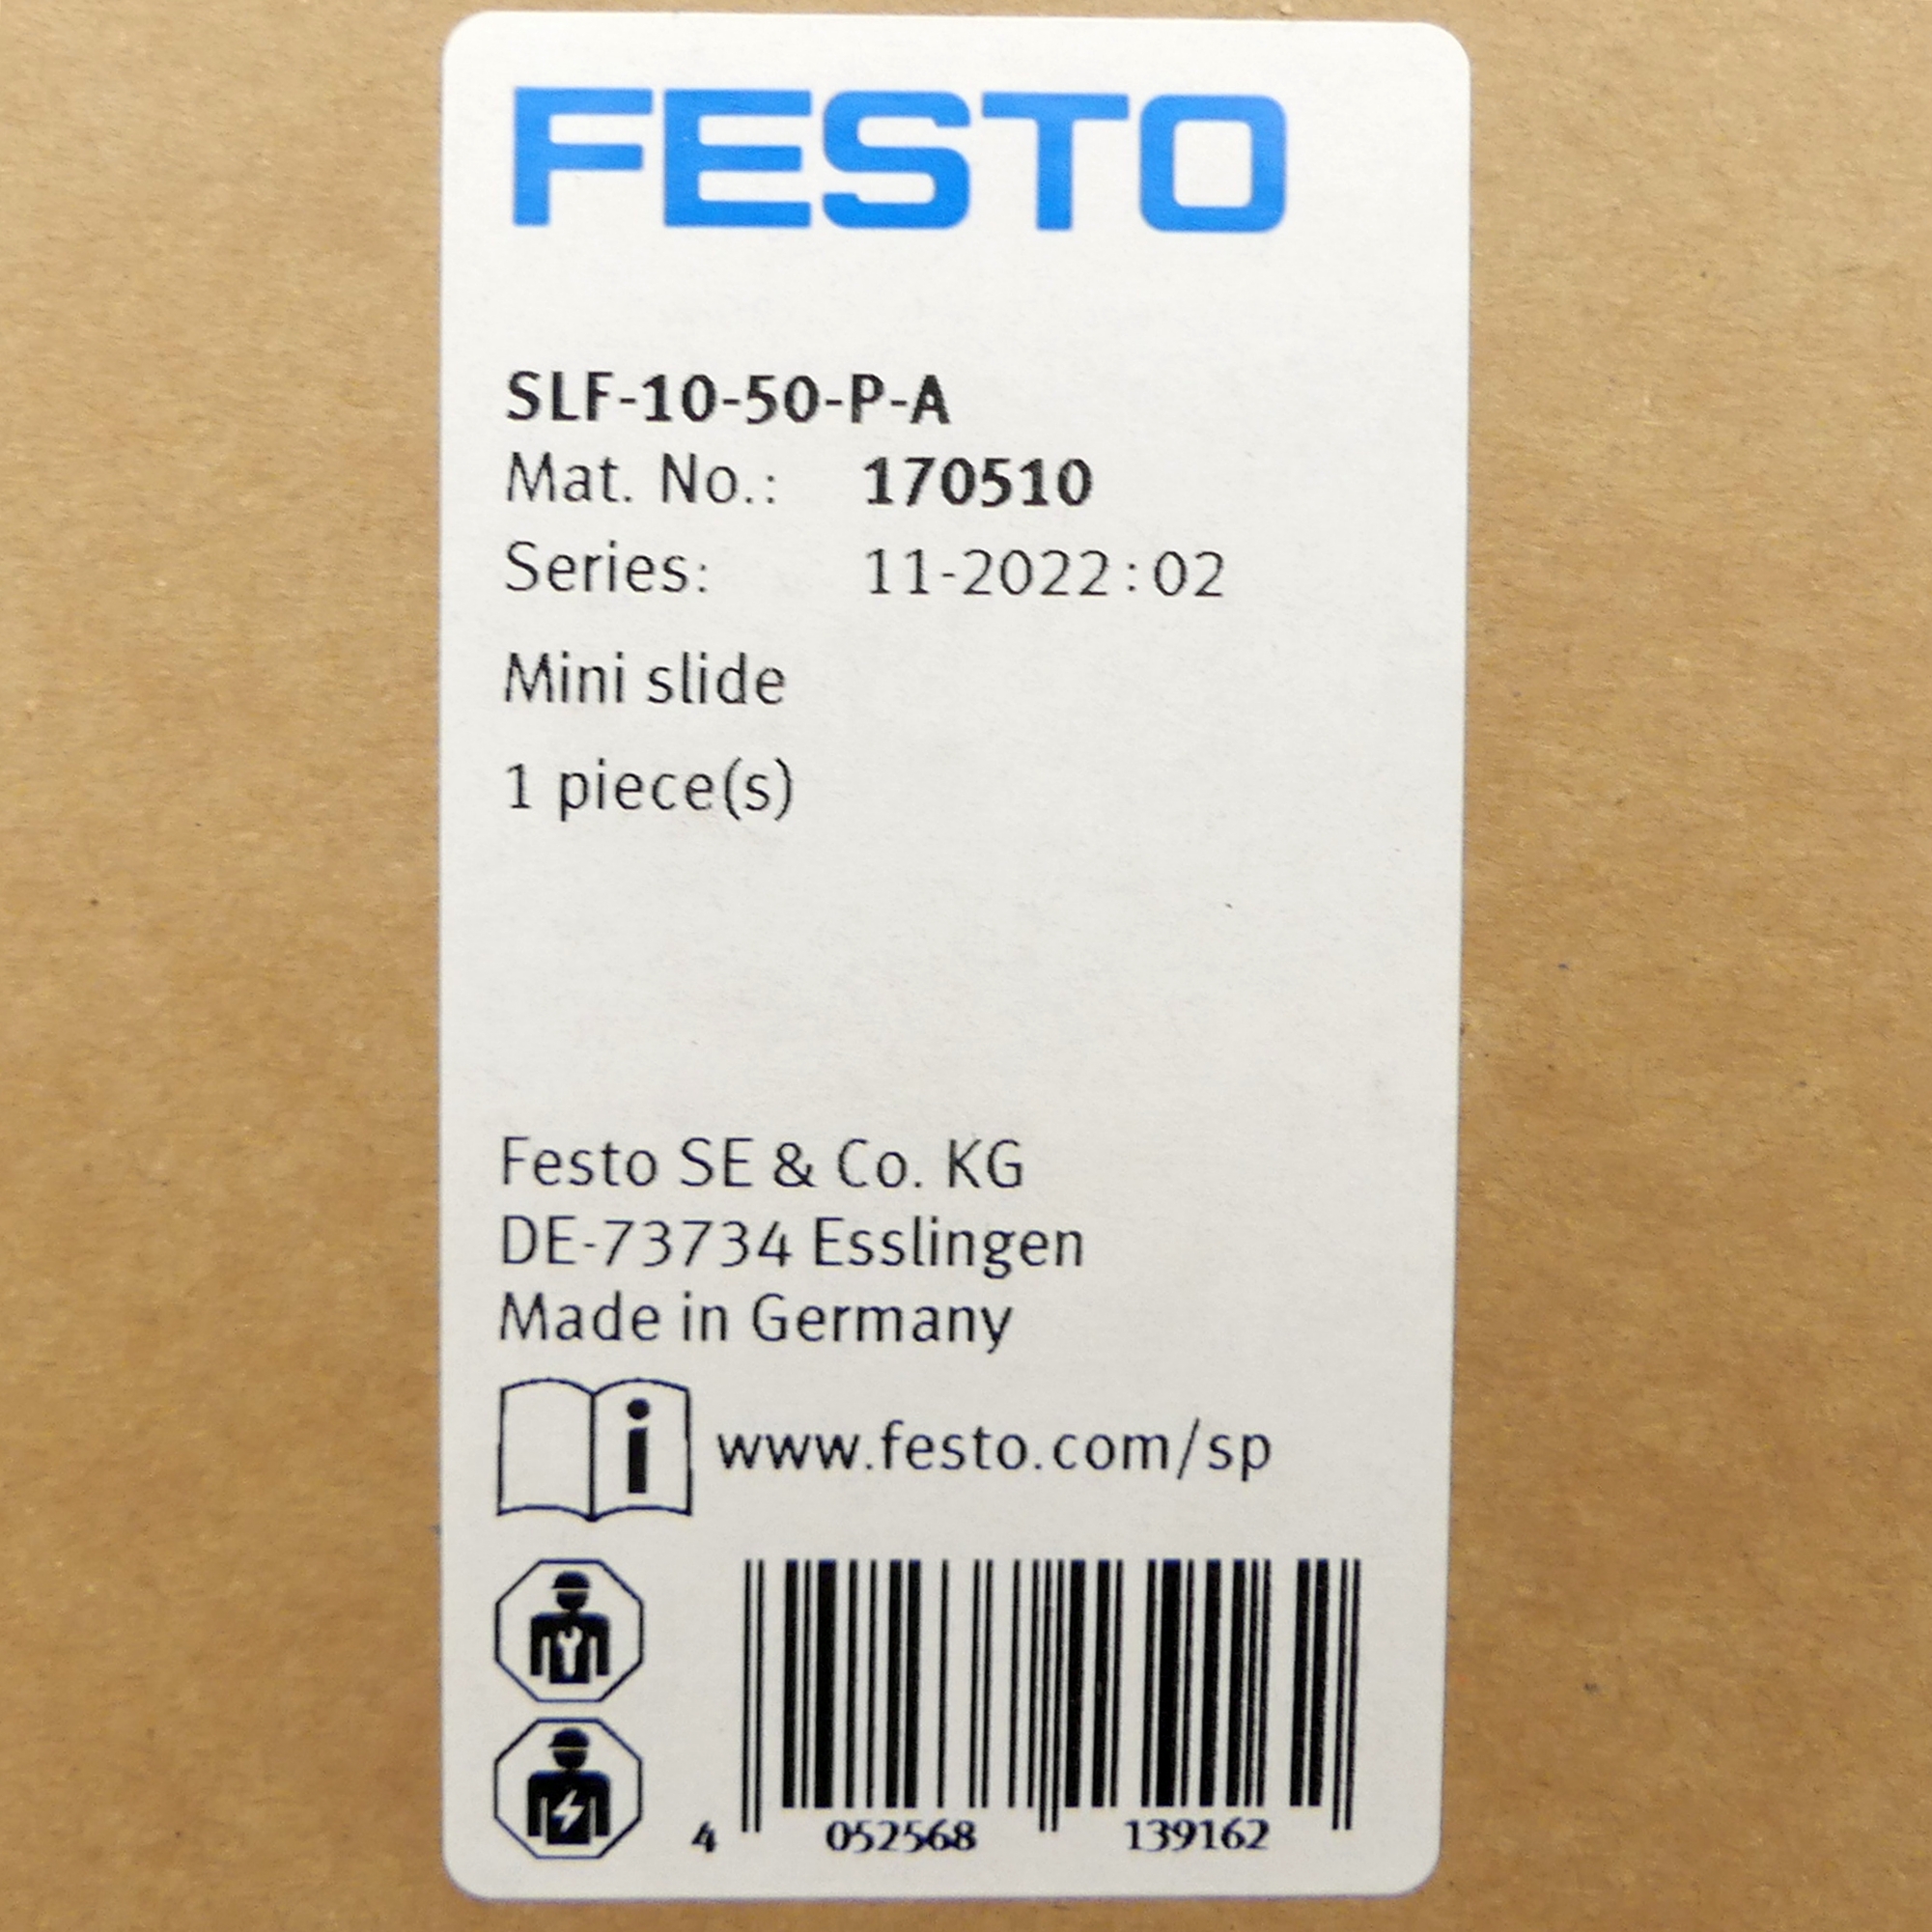 FESTO
SLF-10-50-P-A
Mat. No.: 170510
Series: 11-2022:02
Mini slide
1 piece(s)
Festo SE & Co. KG
DE-73734 Esslingen
Made in Germany
i www.festo.com/sp
4 052568 139162